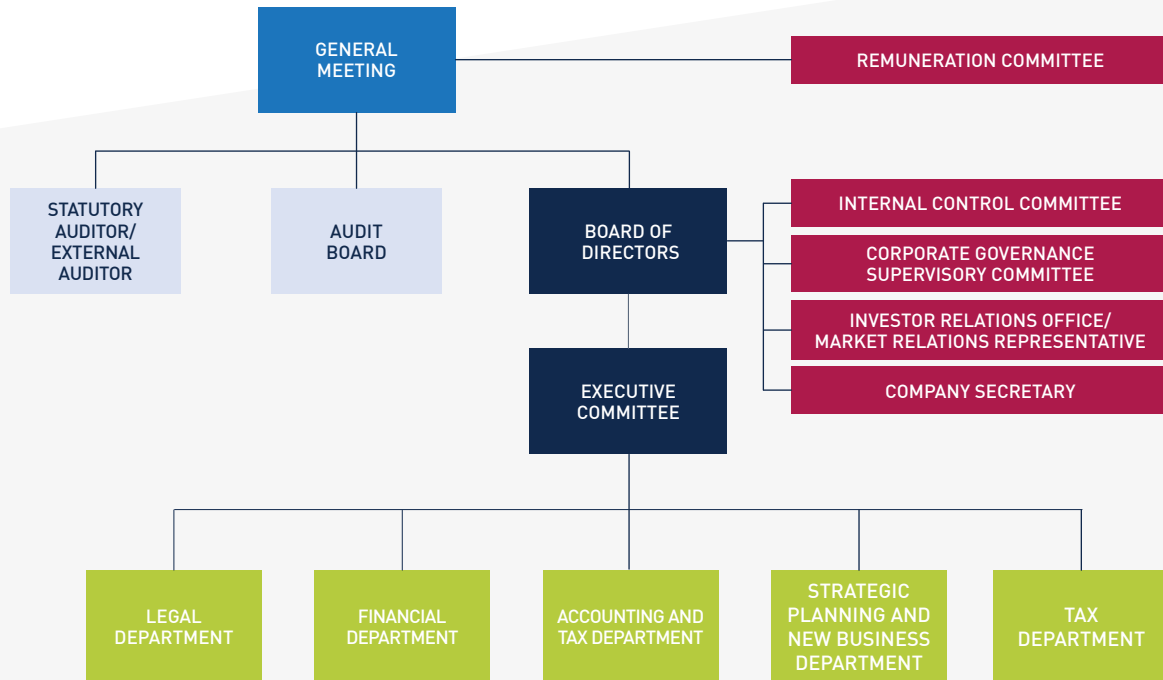 GENERAL
MEETING
REMUNERATION COMMITTEE
STATUTORY
AUDITOR/
EXTERNAL
AUDITOR
AUDIT
BOARD
BOARD OF
DIRECTORS
INTERNAL CONTROL COMMITTEE
CORPORATE GOVERNANCE
SUPERVISORY COMMITTEE
INVESTOR RELATIONS OFFICE/
MARKET RELATIONS REPRESENTATIVE
COMPANY SECRETARY
EXECUTIVE
COMMITTEE
LEGAL
DEPARTMENT
FINANCIAL
DEPARTMENT
ACCOUNTING AND
TAX DEPARTMENT
STRATEGIC
PLANNING AND
NEW BUSINESS
DEPARTMENT
TAX
DEPARTMENT